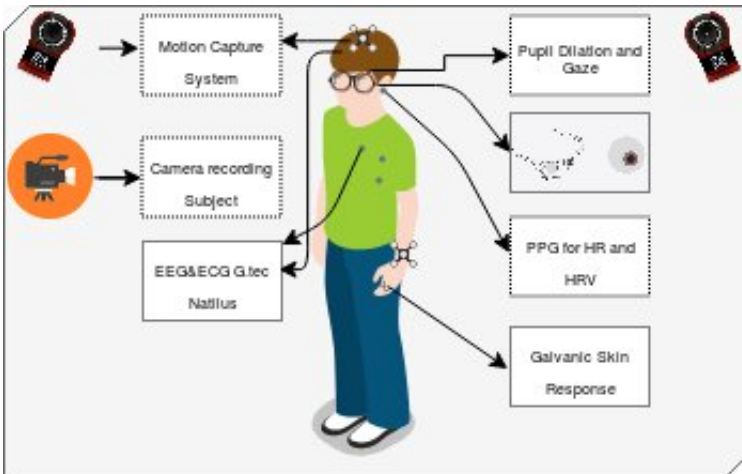 Motion Capture
System
Pupil Dilation and
Gaze
Camera recording
Subject
EEG&ECG G.tec
Natilus
PPG for HR and
HRV
Galvanic Skin
Response